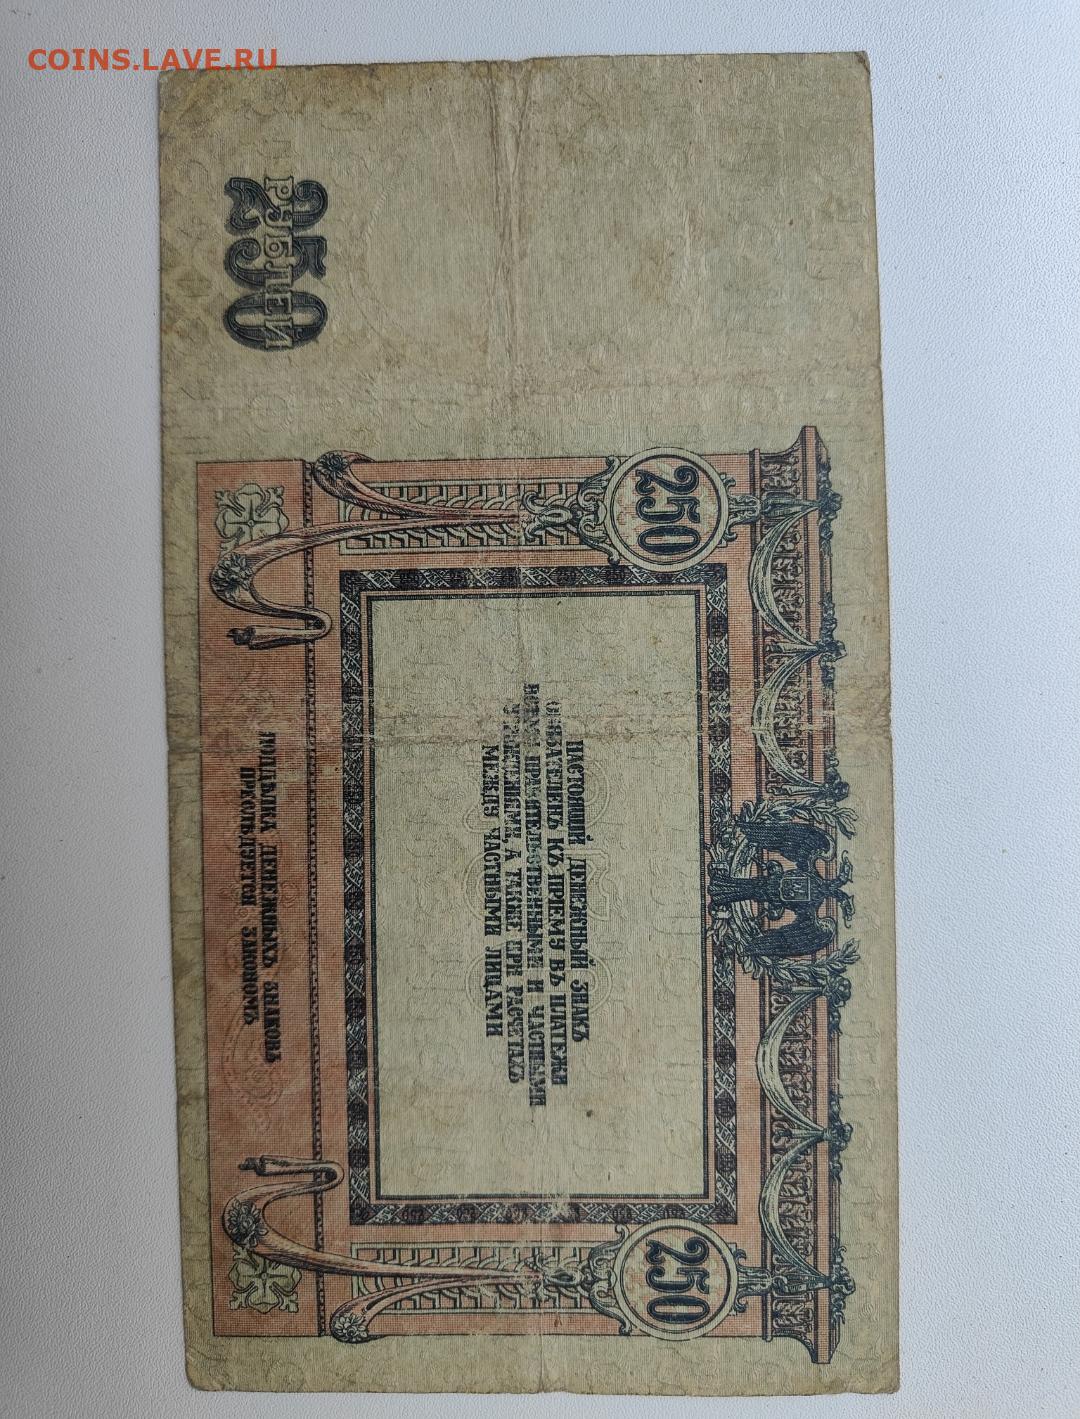 COINS.LAVE.RU
250
РУБЛЕЙ
250
250
НАСТОЯЩІЙ ДЕНЕЖНЫЙ ЗНАКЪ
ОБЯЗАТЕЛЕНЪ КЪ ПРІЕМУ ВЪ ПЛАТЕЖИ
ВСѢМИ ПРАВИТЕЛЬСТВЕННЫМИ И ЧАСТНЫМИ
УЧРЕЖДЕНІЯМИ, А ТАКЖЕ ПРИ РАСЧЕТАХЪ
МЕЖДУ ЧАСТНЫМИ ЛИЦАМИ
ПОДДѢЛКА ДЕНЕЖНЫХЪ ЗНАКОВЪ
ПРЕСЛѢДУЕТСЯ ЗАКОНОМЪ